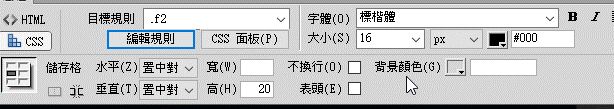 <> HTML 目標規則 .f2 字體(O) 標楷體 B I
CSS 編輯規則 CSS 面板(P) 大小(S) 16 px #000
儲存格 水平(Z) 置中對 寬(W) 不換行(O) 背景顏色(G)
垂直(T) 置中對 高(H) 20 表頭(E)